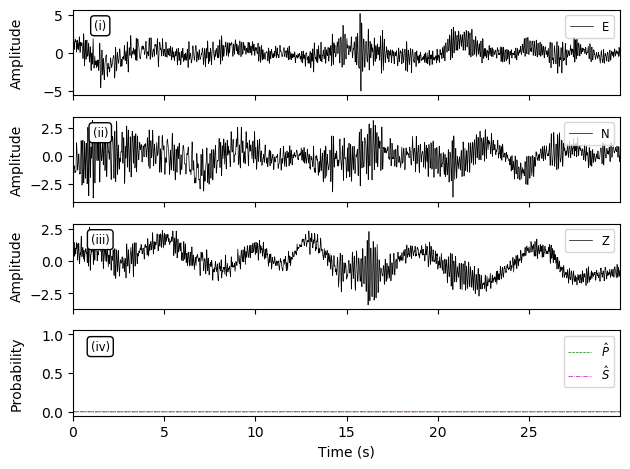 Amplitude
5
0
−5
(i)
E
Amplitude
2.5
0.0
−2.5
(ii)
N
Amplitude
2.5
0.0
−2.5
(iii)
Z
Probability
1.0
0.5
0.0
(iv)
P̂
Ŝ
0 5 10 15 20 25
Time (s)